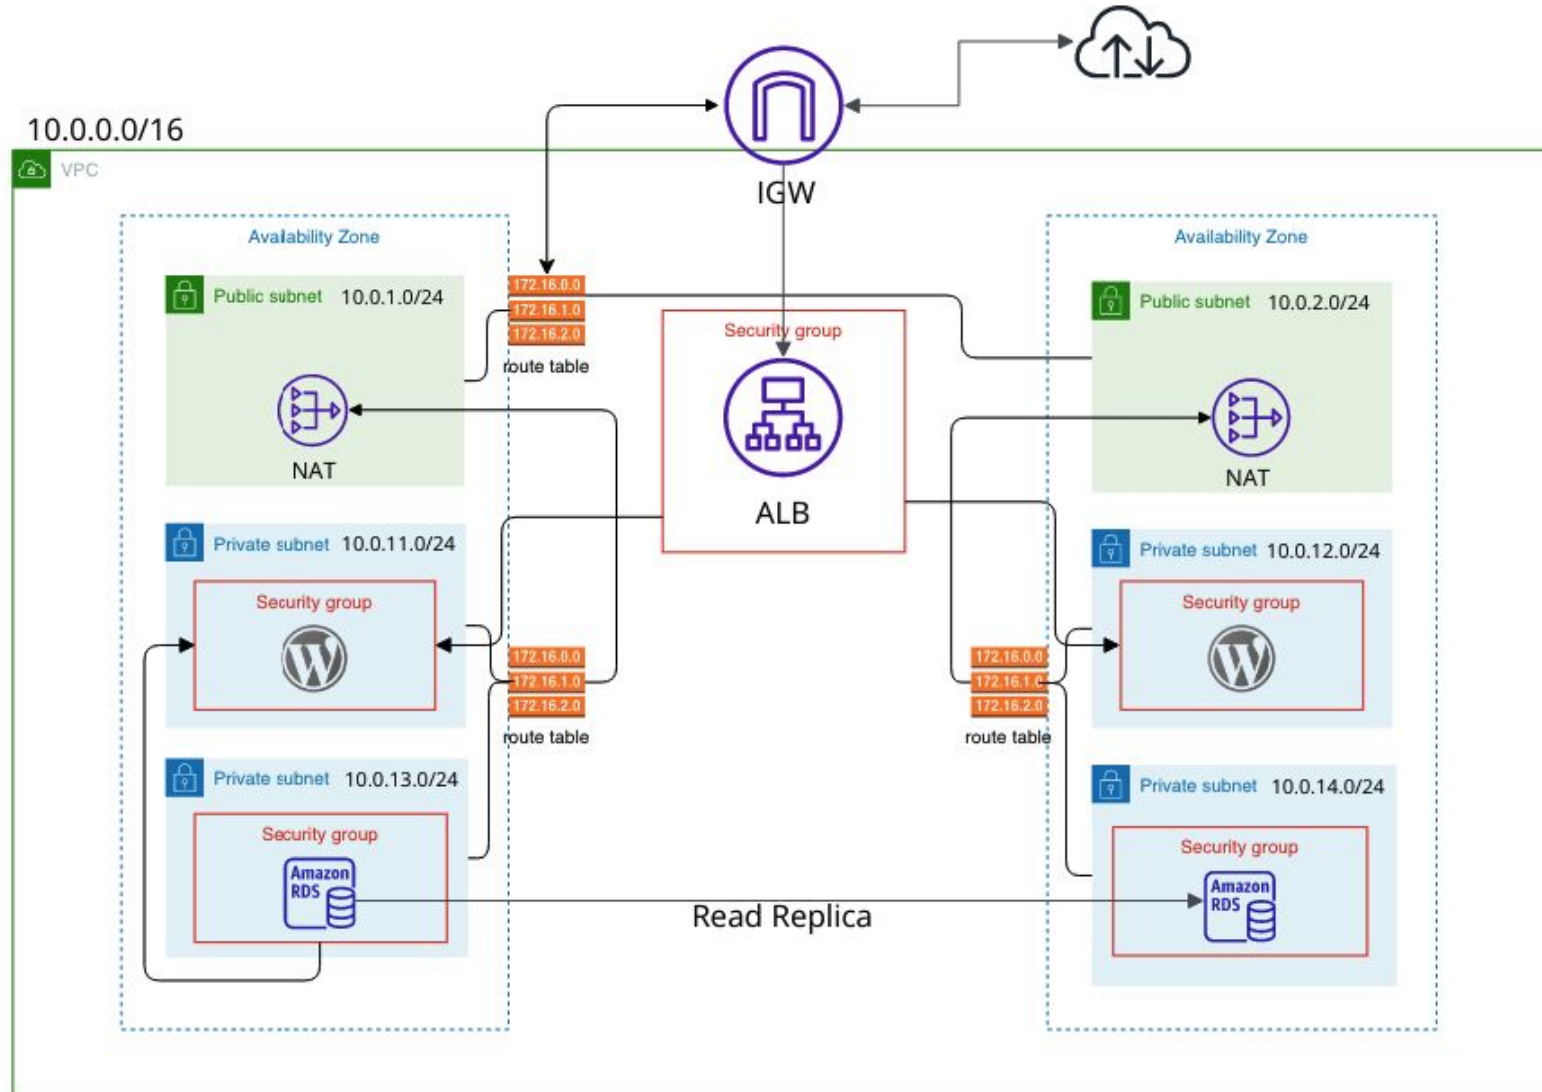 10.0.0.0/16
VPC
IGW
Availability Zone
Public subnet 10.0.1.0/24
NAT
172.16.0.0
172.16.1.0
172.16.2.0
route table
Security group
ALB
Availability Zone
Public subnet 10.0.2.0/24
NAT
Private subnet 10.0.11.0/24
Security group
172.16.0.0
172.16.1.0
172.16.2.0
route table
Private subnet 10.0.12.0/24
Security group
172.16.0.0
172.16.1.0
172.16.2.0
route table
Private subnet 10.0.13.0/24
Security group
Amazon
RDS
Read Replica
Private subnet 10.0.14.0/24
Security group
Amazon
RDS